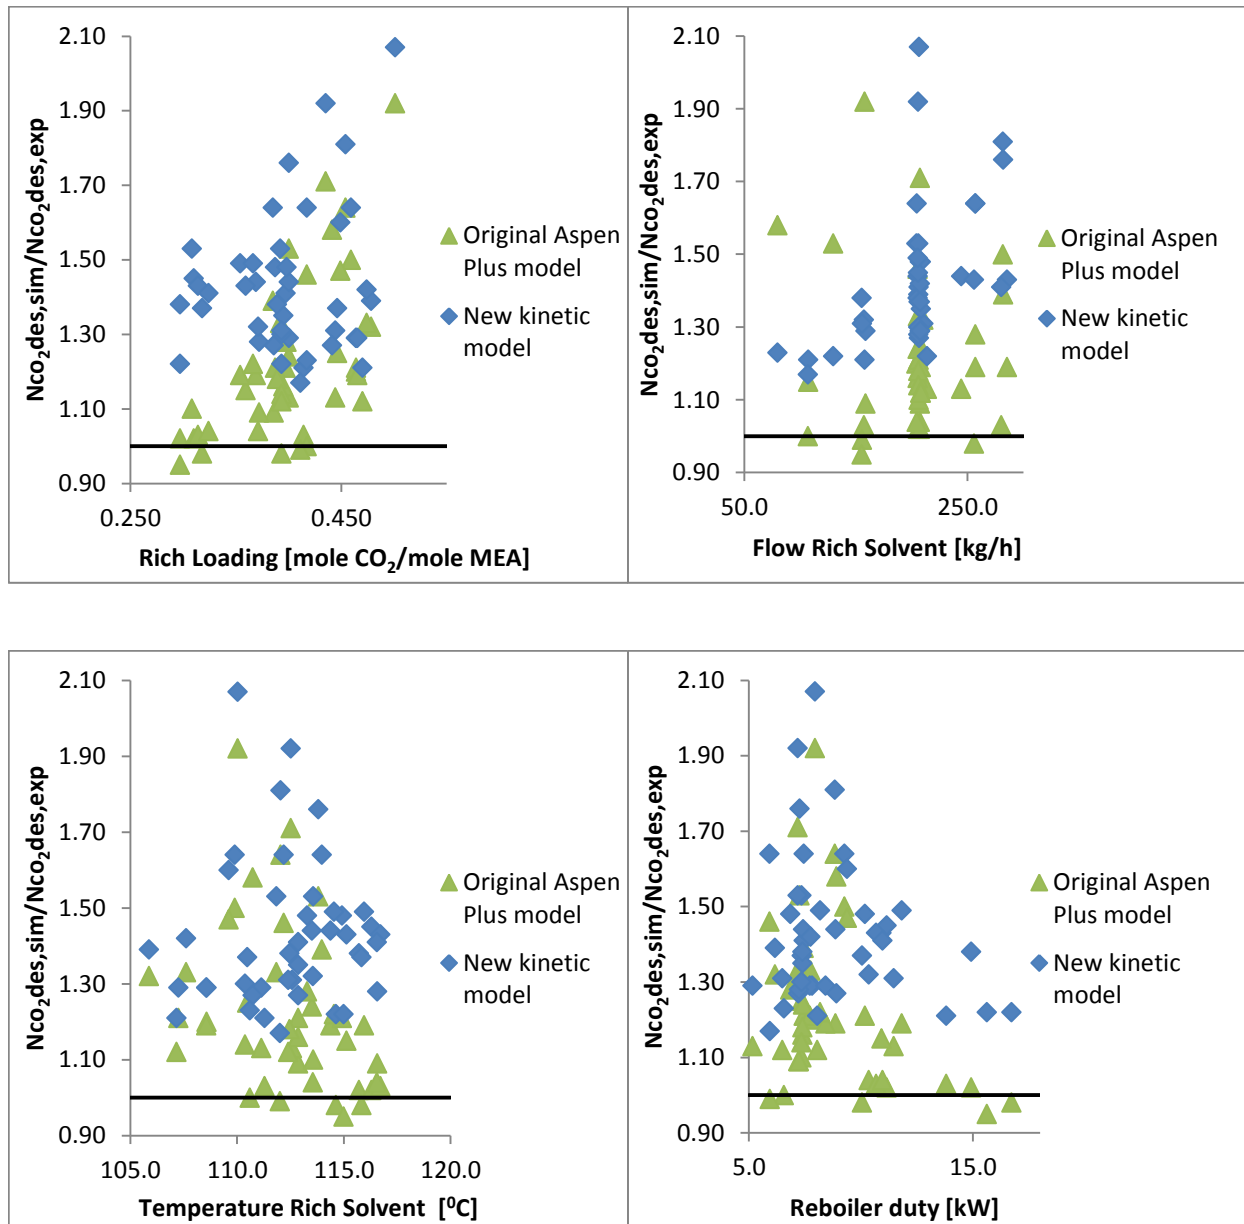 2.10
1.90
1.70
1.50
1.30
1.10
0.90
Nco₂des,sim/Nco₂des,exp
0.250
0.450
Rich Loading [mole CO₂/mole MEA]
Original Aspen
Plus model
New kinetic
model
2.10
1.90
1.70
1.50
1.30
1.10
0.90
Nco₂des,sim/Nco₂des,exp
50.0
250.0
Flow Rich Solvent [kg/h]
Original Aspen
Plus model
New kinetic
model
2.10
1.90
1.70
1.50
1.30
1.10
0.90
Nco₂des,sim/Nco₂des,exp
105.0
110.0
115.0
120.0
Temperature Rich Solvent [⁰C]
Original Aspen
Plus model
New kinetic
model
2.10
1.90
1.70
1.50
1.30
1.10
0.90
Nco₂des,sim/Nco₂des,exp
5.0
15.0
Reboiler duty [kW]
Original Aspen
Plus model
New kinetic
model